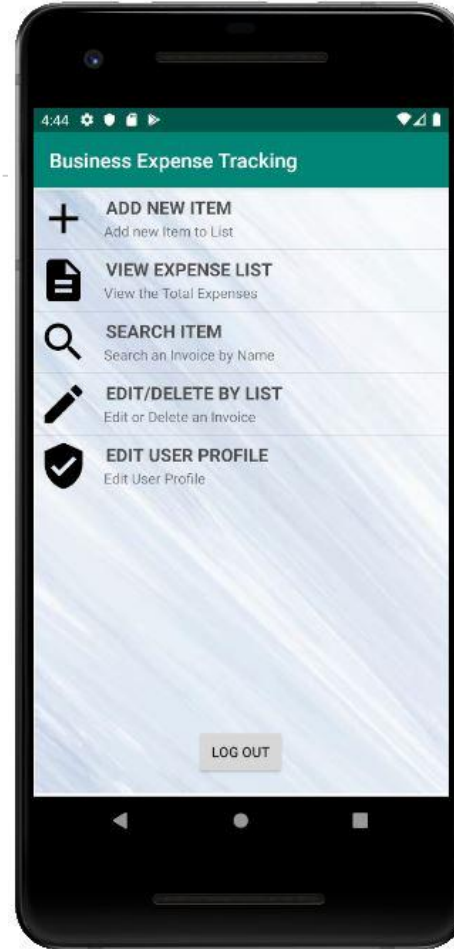 4:44
Business Expense Tracking
ADD NEW ITEM
Add new Item to List
VIEW EXPENSE LIST
View the Total Expenses
SEARCH ITEM
Search an Invoice by Name
EDIT/DELETE BY LIST
Edit or Delete an Invoice
EDIT USER PROFILE
Edit User Profile
LOG OUT